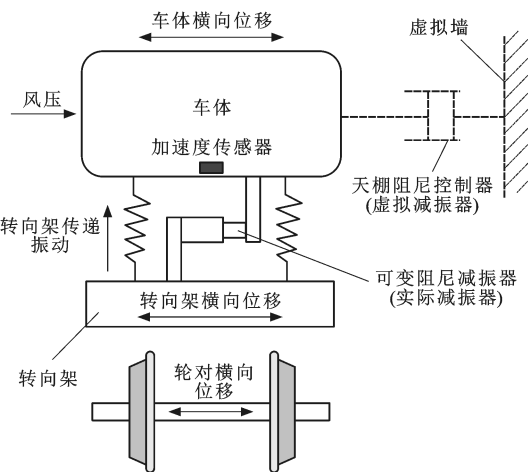 车体横向位移
虚拟墙
风压
车体
加速度传感器
天棚阻尼控制器
(虚拟减振器)
转向架传递
振动
可变阻尼减振器
(实际减振器)
转向架横向位移
转向架
轮对横向
位移